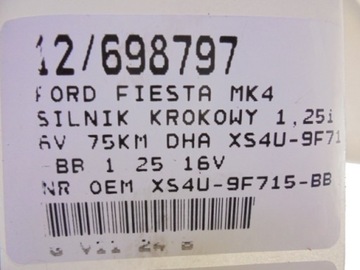 12/698797
FORD FIESTA MK4
SILNIK KROKOWY 1,25i
6V 75KM DHA XS4U-9F71
-BB 1 25 16V
NR OEM XS4U-9F715-BB